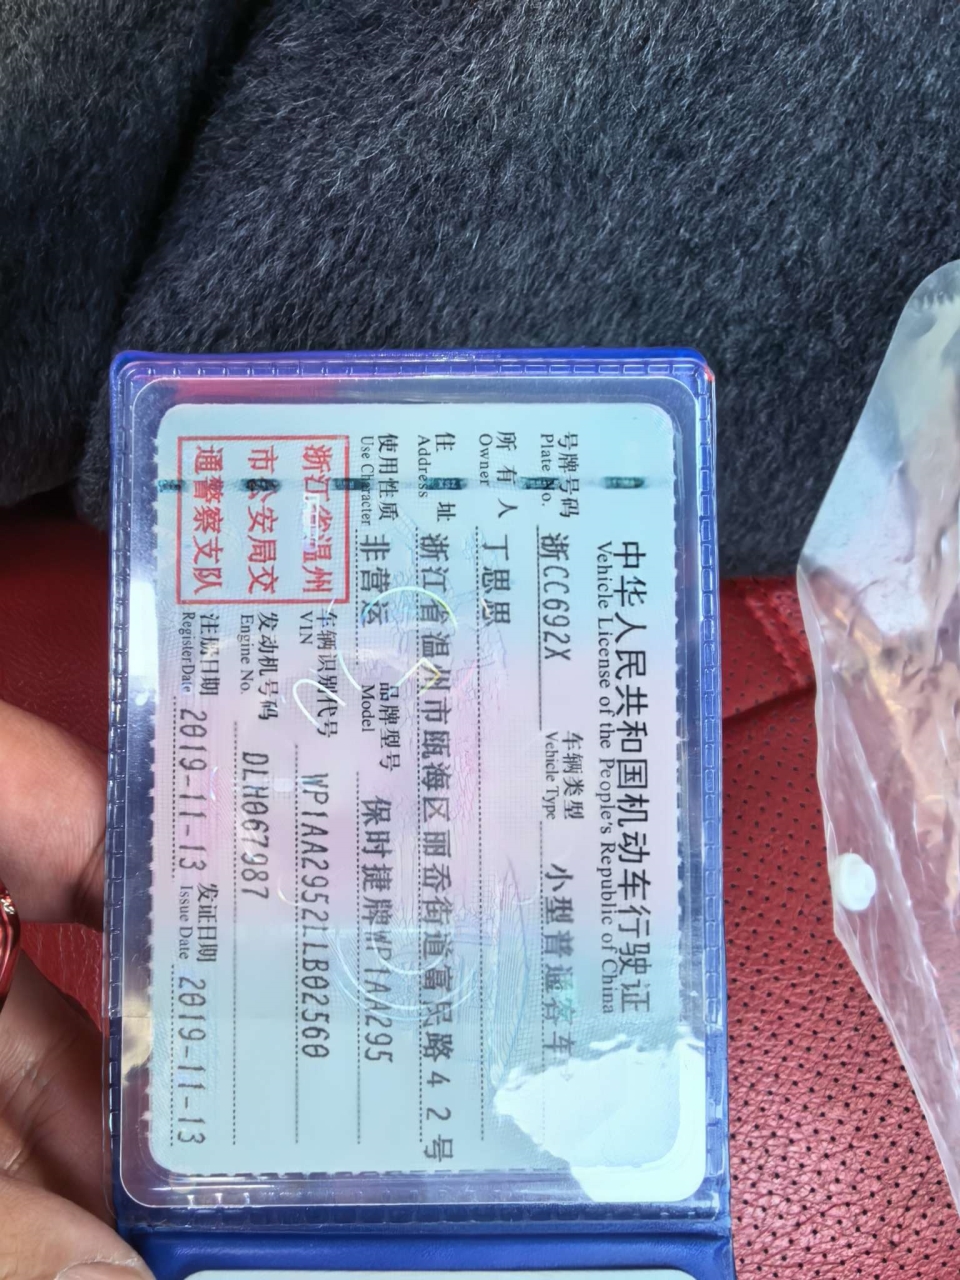 中华人民共和国机动车行驶证
Vehicle License of the People's Republic of China
号牌号码 浙CC692X 车辆类型 小型普通客车
Plate No. Vehicle Type
所有人 丁思思
Owner
住址 浙江省温州市瓯海区丽岙街道富民路42号
Address
使用性质 非营运 品牌型号 保时捷牌WP1AA295
Use Character Model
车辆识别代号 WP1AA2952LLB02560
VIN
发动机号码 DLH067987
Engine No.
注册日期 2019-11-13 发证日期 2019-11-13
Register Date Issue Date
浙江省温州
市公安局交
通警察支队